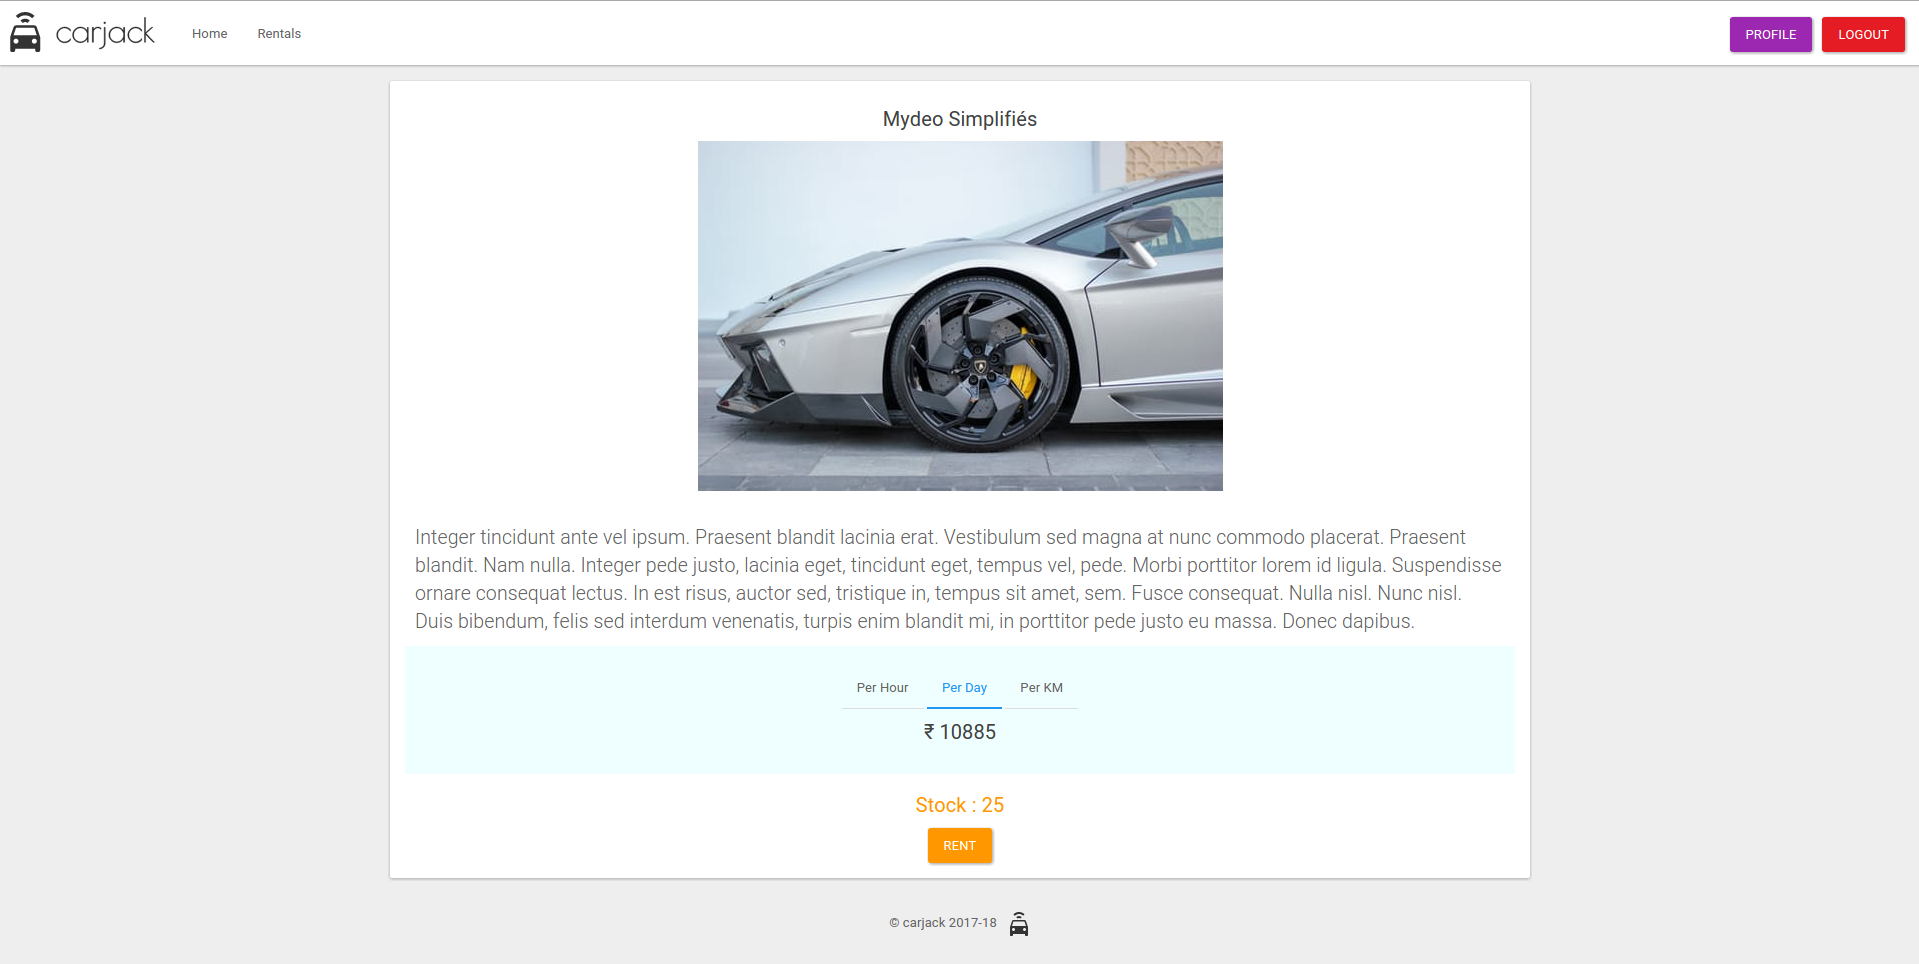 carjack
Home
Rentals
PROFILE
LOGOUT
Mydeo Simplifiés
Integer tincidunt ante vel ipsum. Praesent blandit lacinia erat. Vestibulum sed magna at nunc commodo placerat. Praesent
blandit. Nam nulla. Integer pede justo, lacinia eget, tincidunt eget, tempus vel, pede. Morbi porttitor lorem id ligula. Suspendisse
ornare consequat lectus. In est risus, auctor sed, tristique in, tempus sit amet, sem. Fusce consequat. Nulla nisl. Nunc nisl.
Duis bibendum, felis sed interdum venenatis, turpis enim blandit mi, in porttitor pede justo eu massa. Donec dapibus.
Per Hour
Per Day
Per KM
₹ 10885
Stock : 25
RENT
© carjack 2017-18